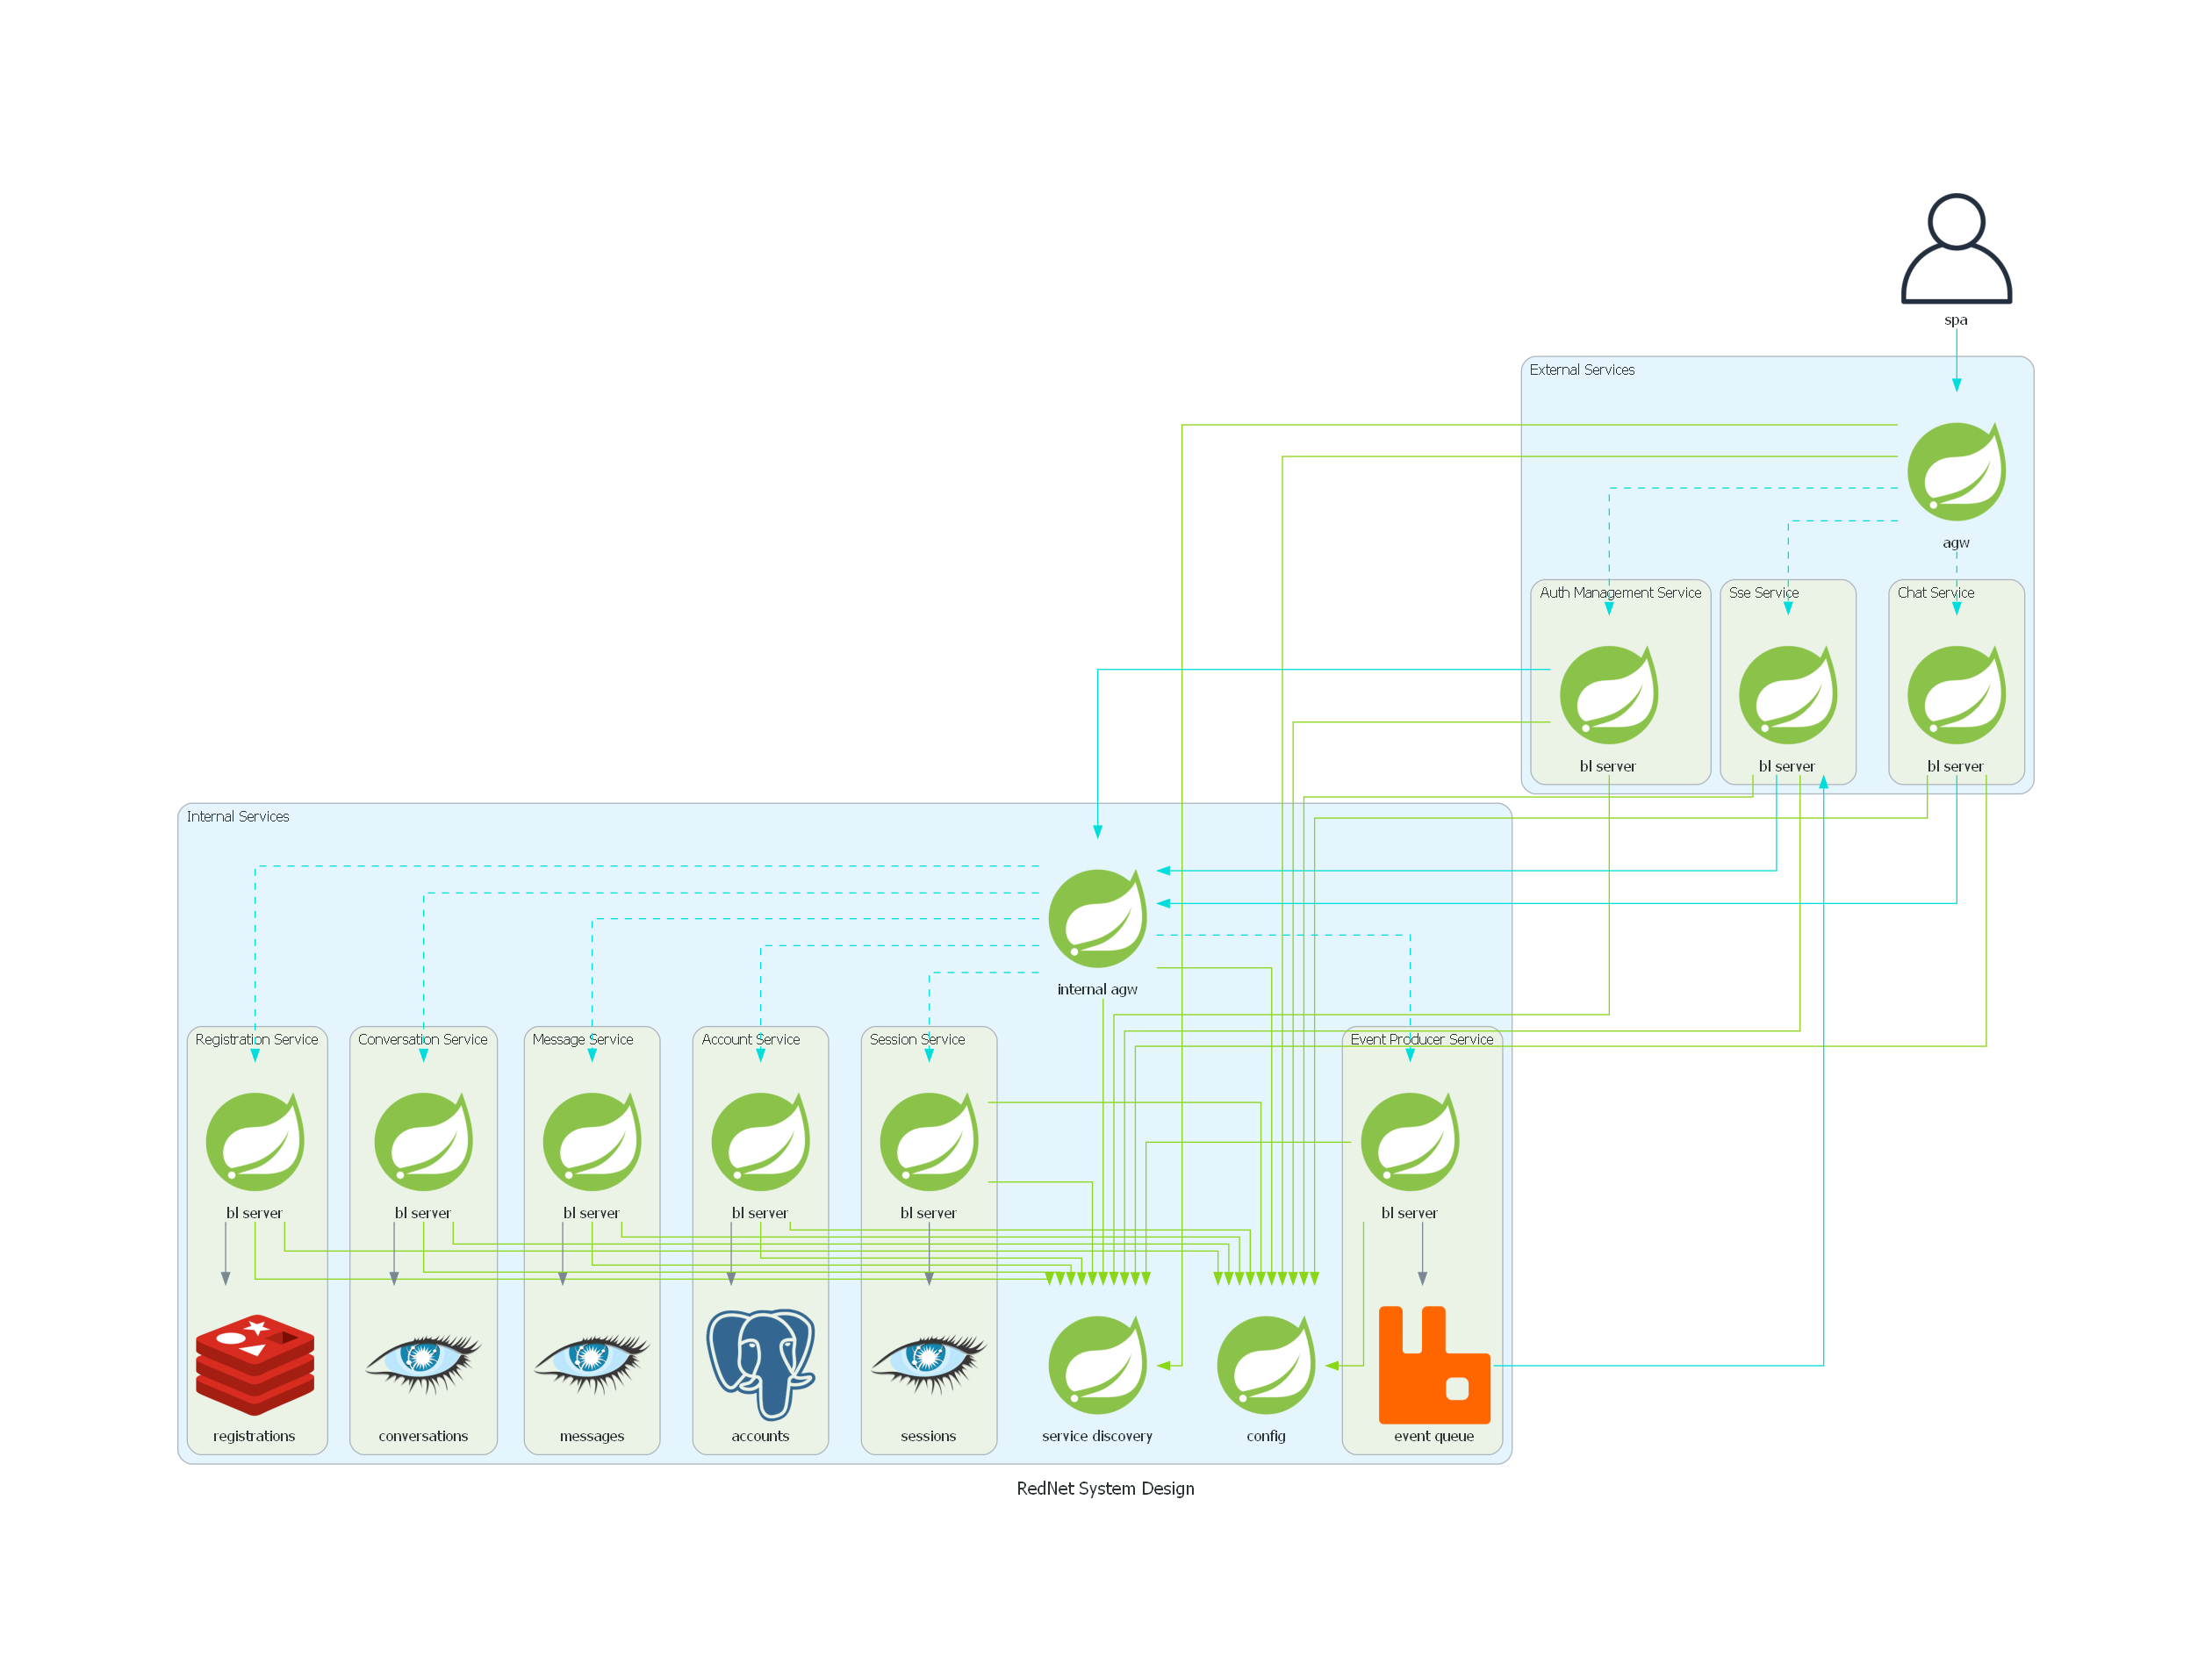 spa
External Services
agw
Auth Management Service
Sse Service
Chat Service
bl server
bl server
bl server
Internal Services
internal agw
Registration Service
Conversation Service
Message Service
Account Service
Session Service
Event Producer Service
bl server
bl server
bl server
bl server
bl server
bl server
registrations
conversations
messages
accounts
sessions
service discovery
config
event queue
RedNet System Design